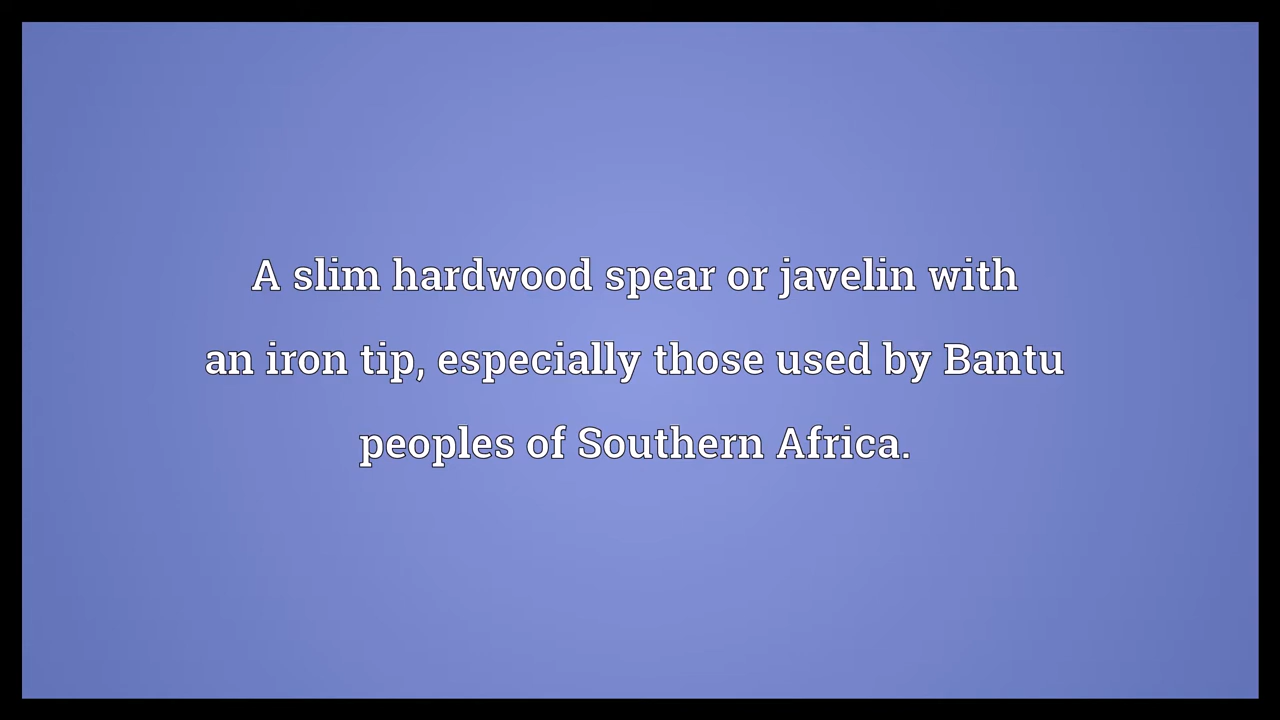 A slim hardwood spear or javelin with
an iron tip, especially those used by Bantu
peoples of Southern Africa.